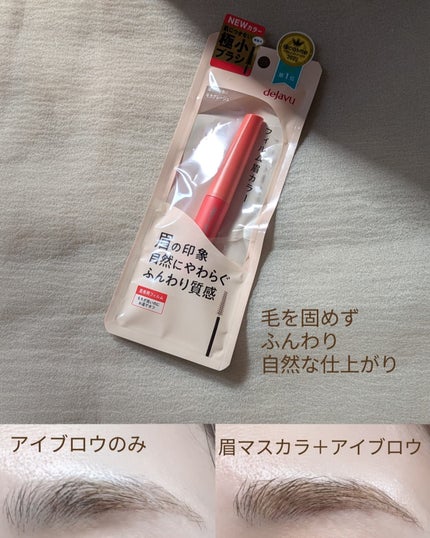 NEWカラー
極小
ブラシ
第1位
dejavu
フィルム眉カラー
眉の印象
自然にやわらぐ
ふんわり質感
毛を固めず
ふんわり
自然な仕上がり
アイブロウのみ
眉マスカラ+アイブロウ